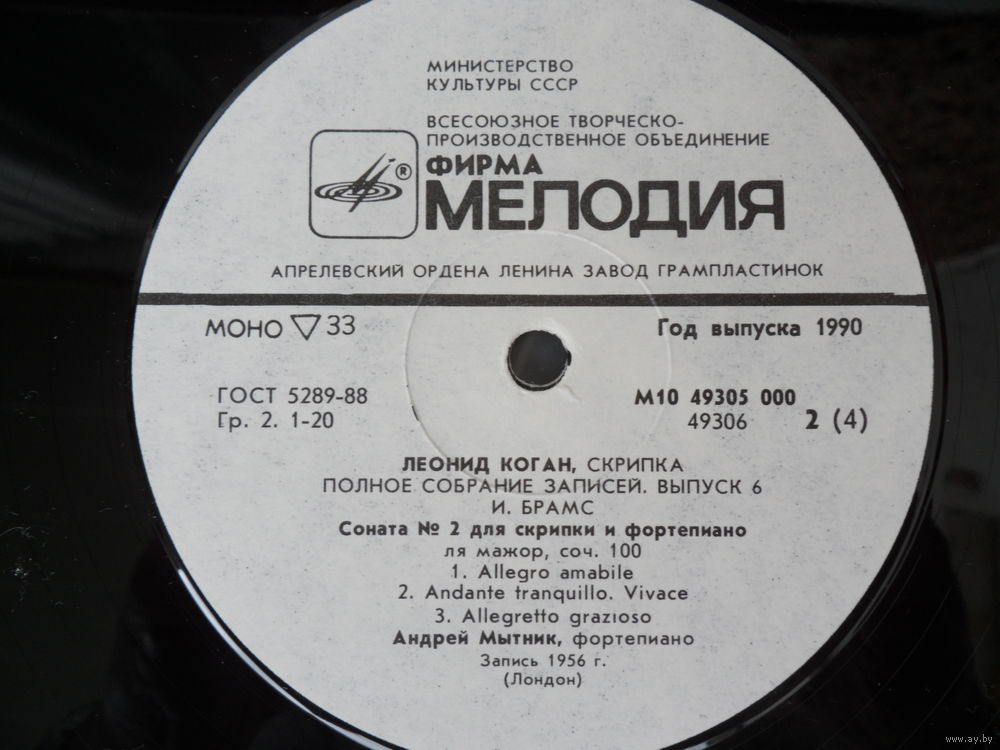 МИНИСТЕРСТВО
КУЛЬТУРЫ СССР
ВСЕСОЮЗНОЕ ТВОРЧЕСКО-
ПРОИЗВОДСТВЕННОЕ ОБЪЕДИНЕНИЕ
ФИРМА
®
МЕЛОДИЯ
АПРЕЛЕВСКИЙ ОРДЕНА ЛЕНИНА ЗАВОД ГРАМПЛАСТИНОК
МОНО ▽ 33
Год выпуска 1990
ГОСТ 5289-88
Гр. 2. 1-20
М10 49305 000
49306 2 (4)
ЛЕОНИД КОГАН, СКРИПКА
ПОЛНОЕ СОБРАНИЕ ЗАПИСЕЙ. ВЫПУСК 6
И. БРАМС
Соната № 2 для скрипки и фортепиано
ля мажор, соч. 100
1. Allegro amabile
2. Andante tranquillo. Vivace
3. Allegretto grazioso
Андрей Мытник, фортепиано
Запись 1956 г.
(Лондон)
www.ay.by